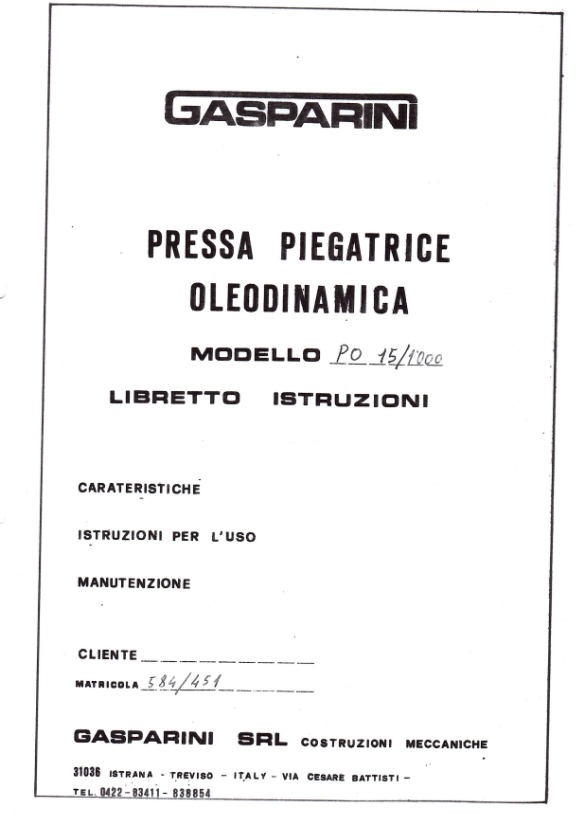 GASPARINI
PRESSA PIEGATRICE
OLEODINAMICA
MODELLO PO 15/1000
LIBRETTO ISTRUZIONI
CARATERISTICHE
ISTRUZIONI PER L'USO
MANUTENZIONE
CLIENTE
MATRICOLA 584/451
GASPARINI SRL COSTRUZIONI MECCANICHE
31036 ISTRANA - TREVISO - ITALY - VIA CESARE BATTISTI -
TEL. 0422-83411-838854